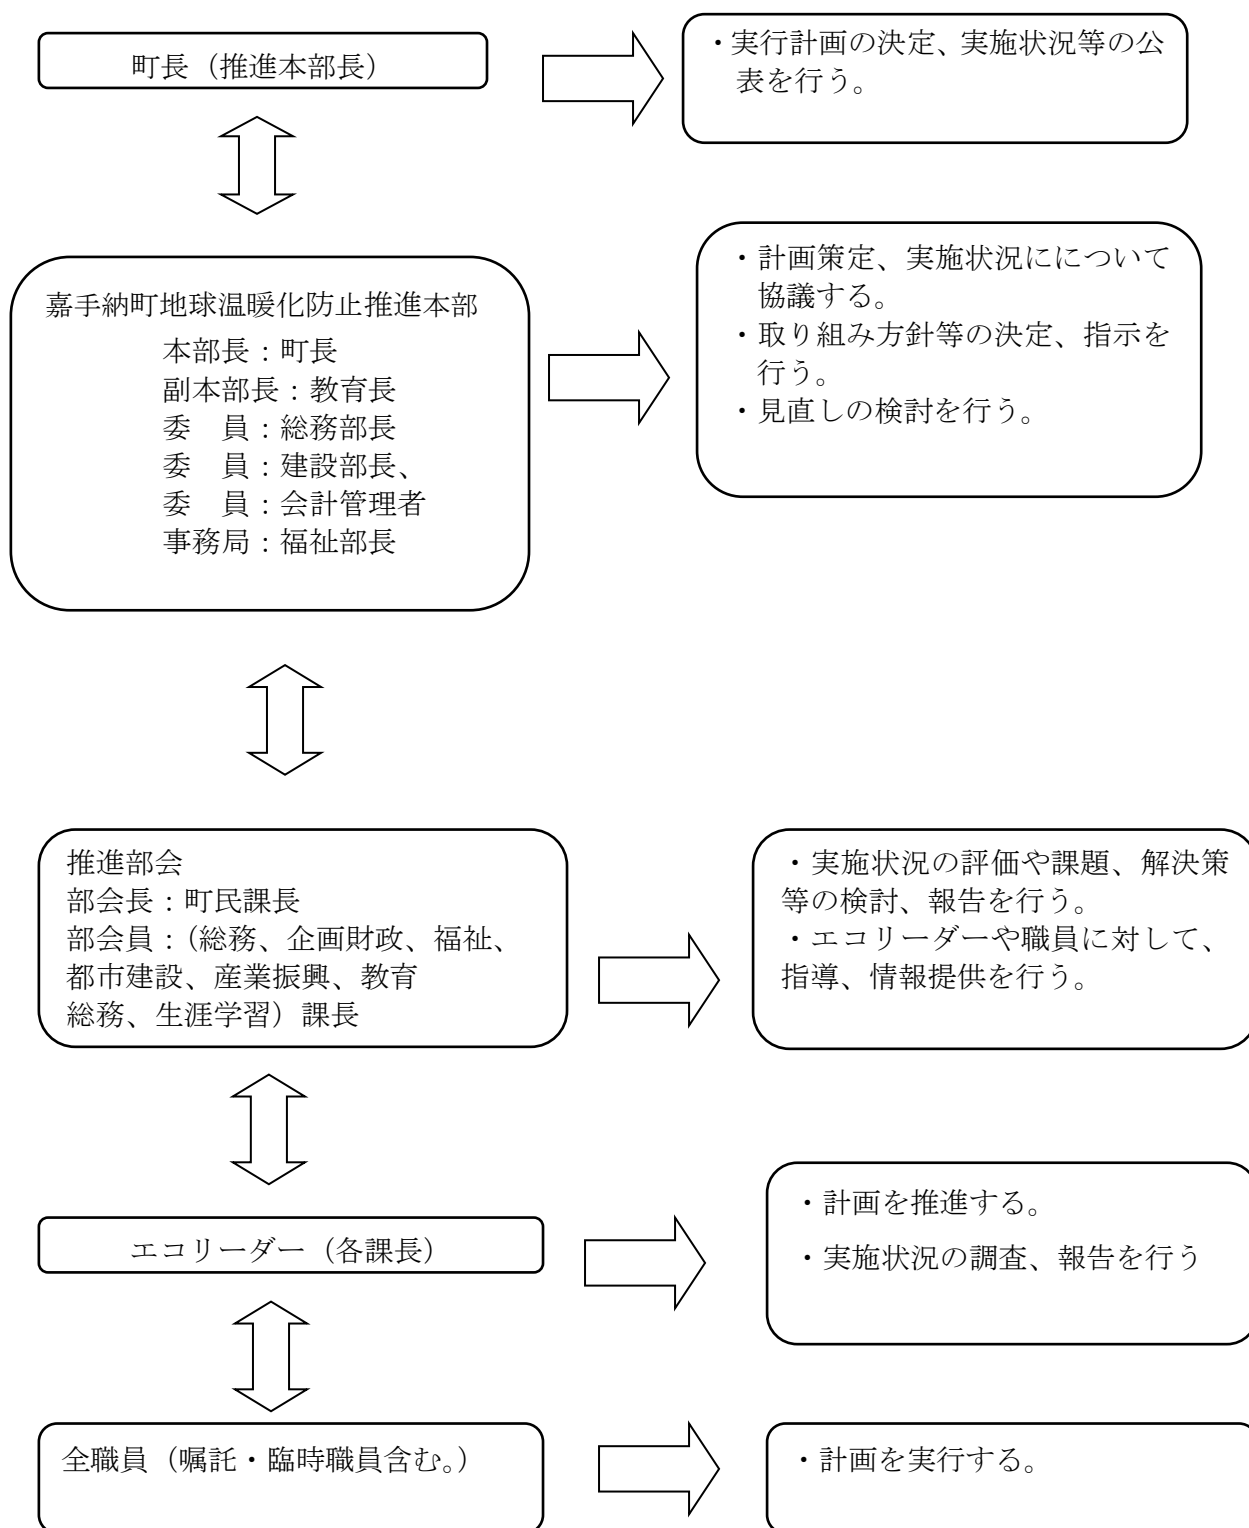 町長（推進本部長）
・実行計画の決定、実施状況等の公
表を行う。
嘉手納町地球温暖化防止推進本部
本部長：町長
副本部長：教育長
委　員：総務部長
委　員：建設部長、
委　員：会計管理者
事務局：福祉部長
・計画策定、実施状況にについて
協議する。
・取り組み方針等の決定、指示を
行う。
・見直しの検討を行う。
推進部会
部会長：町民課長
部会員：（総務、企画財政、福祉、
都市建設、産業振興、教育
総務、生涯学習）課長
・実施状況の評価や課題、解決策
等の検討、報告を行う。
・エコリーダーや職員に対して、
指導、情報提供を行う。
エコリーダー（各課長）
・計画を推進する。
・実施状況の調査、報告を行う
全職員（嘱託・臨時職員含む。）
・計画を実行する。